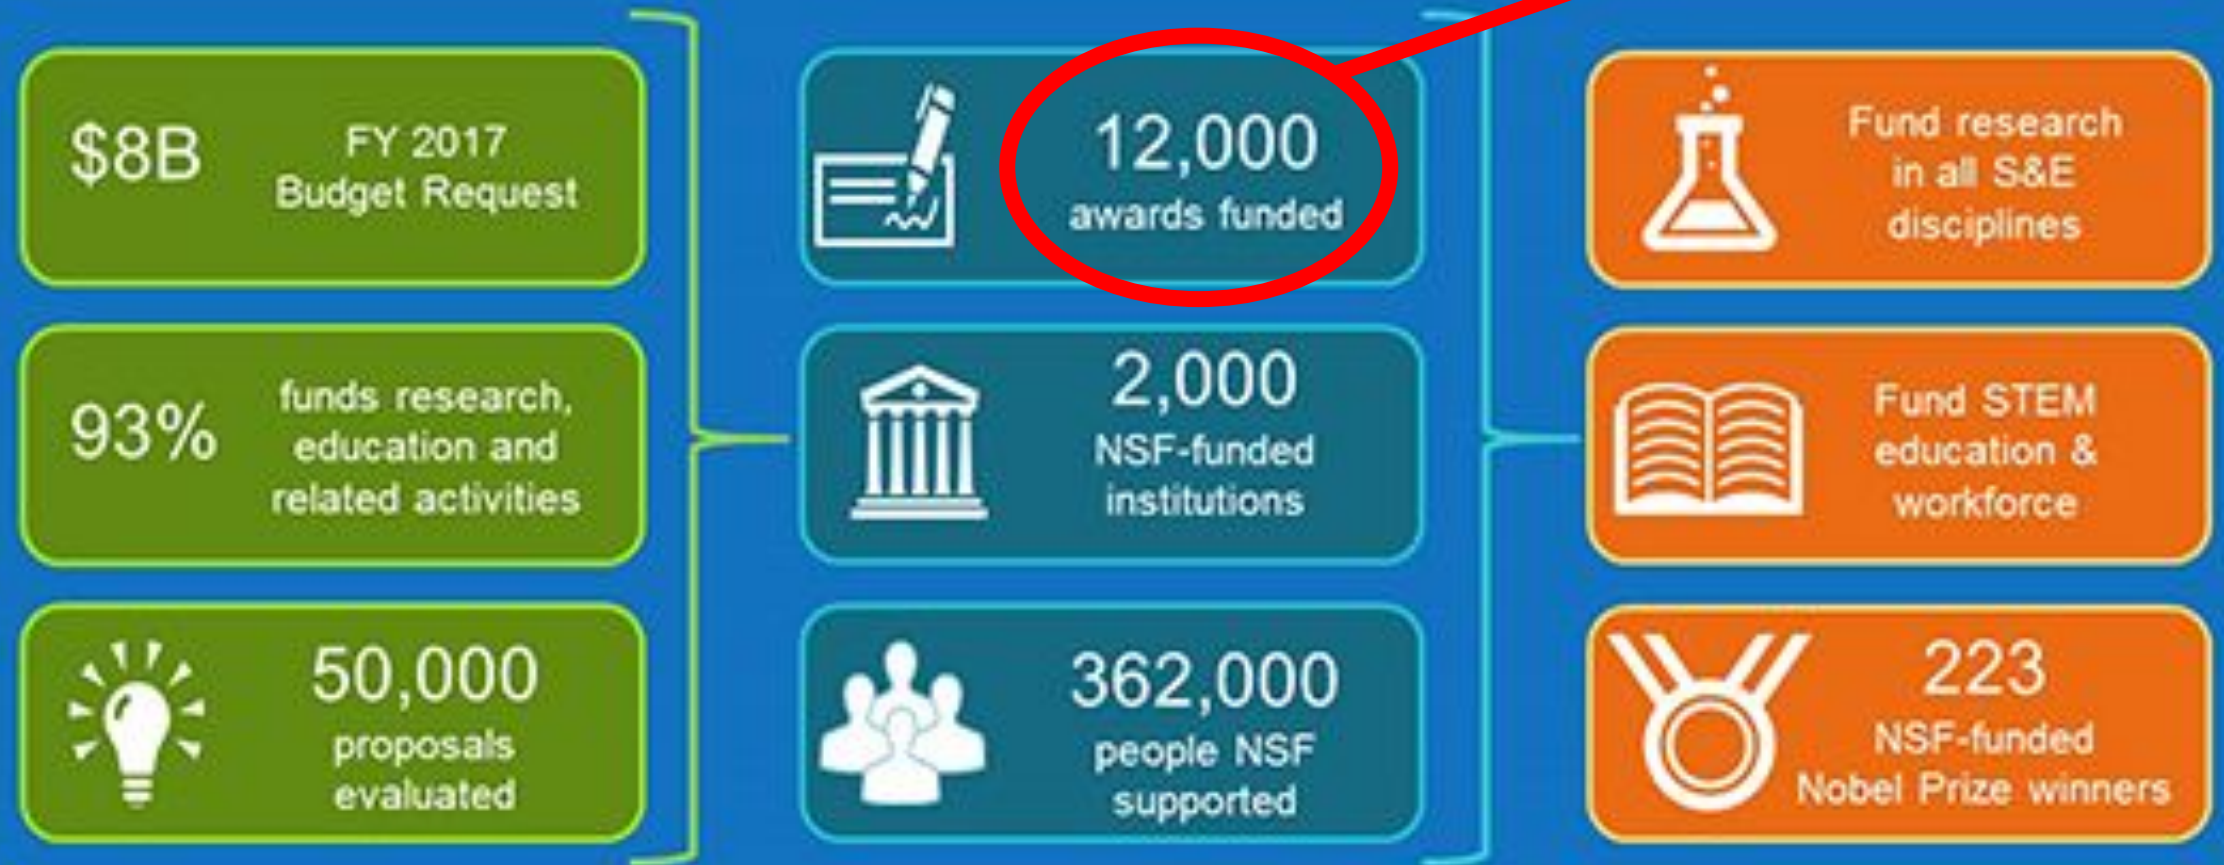 $8B
FY 2017
Budget Request
93%
funds research,
education and
related activities
50,000
proposals
evaluated
12,000
awards funded
2,000
NSF-funded
institutions
362,000
people NSF
supported
Fund research
in all S&E
disciplines
Fund STEM
education &
workforce
223
NSF-funded
Nobel Prize winners